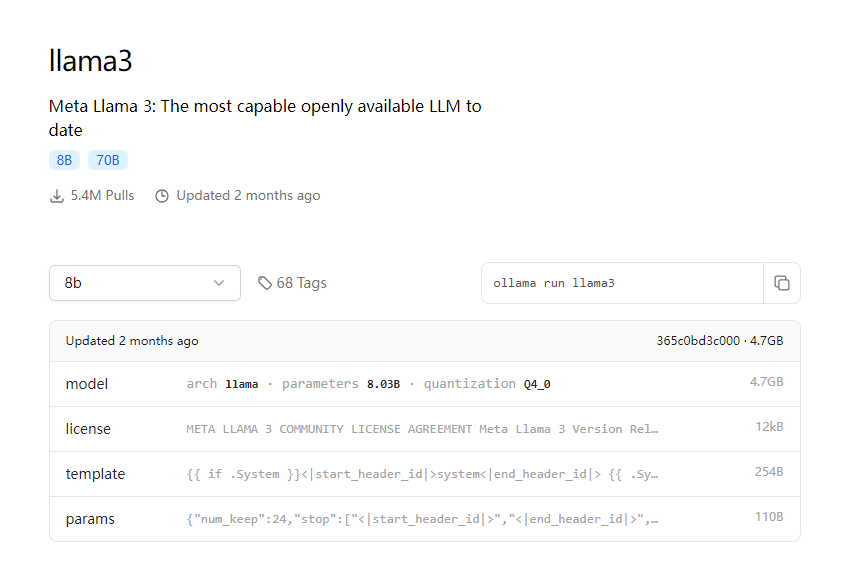 llama3
Meta Llama 3: The most capable openly available LLM to
date
8B 70B
5.4M Pulls Updated 2 months ago
8b 68 Tags ollama run llama3
Updated 2 months ago 365c0bd3c000 · 4.7GB
model arch llama · parameters 8.03B · quantization Q4_0 4.7GB
license META LLAMA 3 COMMUNITY LICENSE AGREEMENT Meta Llama 3 Version Rel… 12kB
template {{ if .System }}<|start_header_id|>system<|end_header_id|> {{ .Sy… 254B
params {"num_keep":24,"stop":["<|start_header_id|>","<|end_header_id|>",… 110B